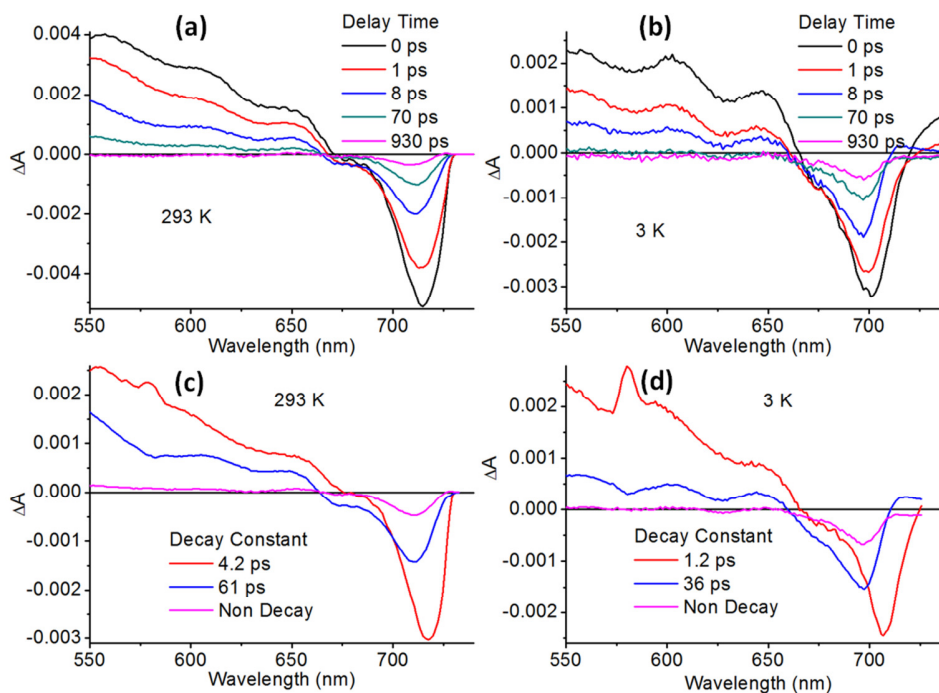 (a)
Delay Time
0 ps
1 ps
8 ps
70 ps
930 ps
293 K
0.004
0.002
0.000
-0.002
-0.004
ΔA
550 600 650 700
Wavelength (nm)
(b)
Delay Time
0 ps
1 ps
8 ps
70 ps
930 ps
3 K
0.002
0.001
0.000
-0.001
-0.002
-0.003
ΔA
550 600 650 700
Wavelength (nm)
(c)
293 K
Decay Constant
4.2 ps
61 ps
Non Decay
0.002
0.001
0.000
-0.001
-0.002
-0.003
ΔA
550 600 650 700
Wavelength (nm)
(d)
3 K
Decay Constant
1.2 ps
36 ps
Non Decay
0.002
0.001
0.000
-0.001
-0.002
ΔA
550 600 650 700
Wavelength (nm)